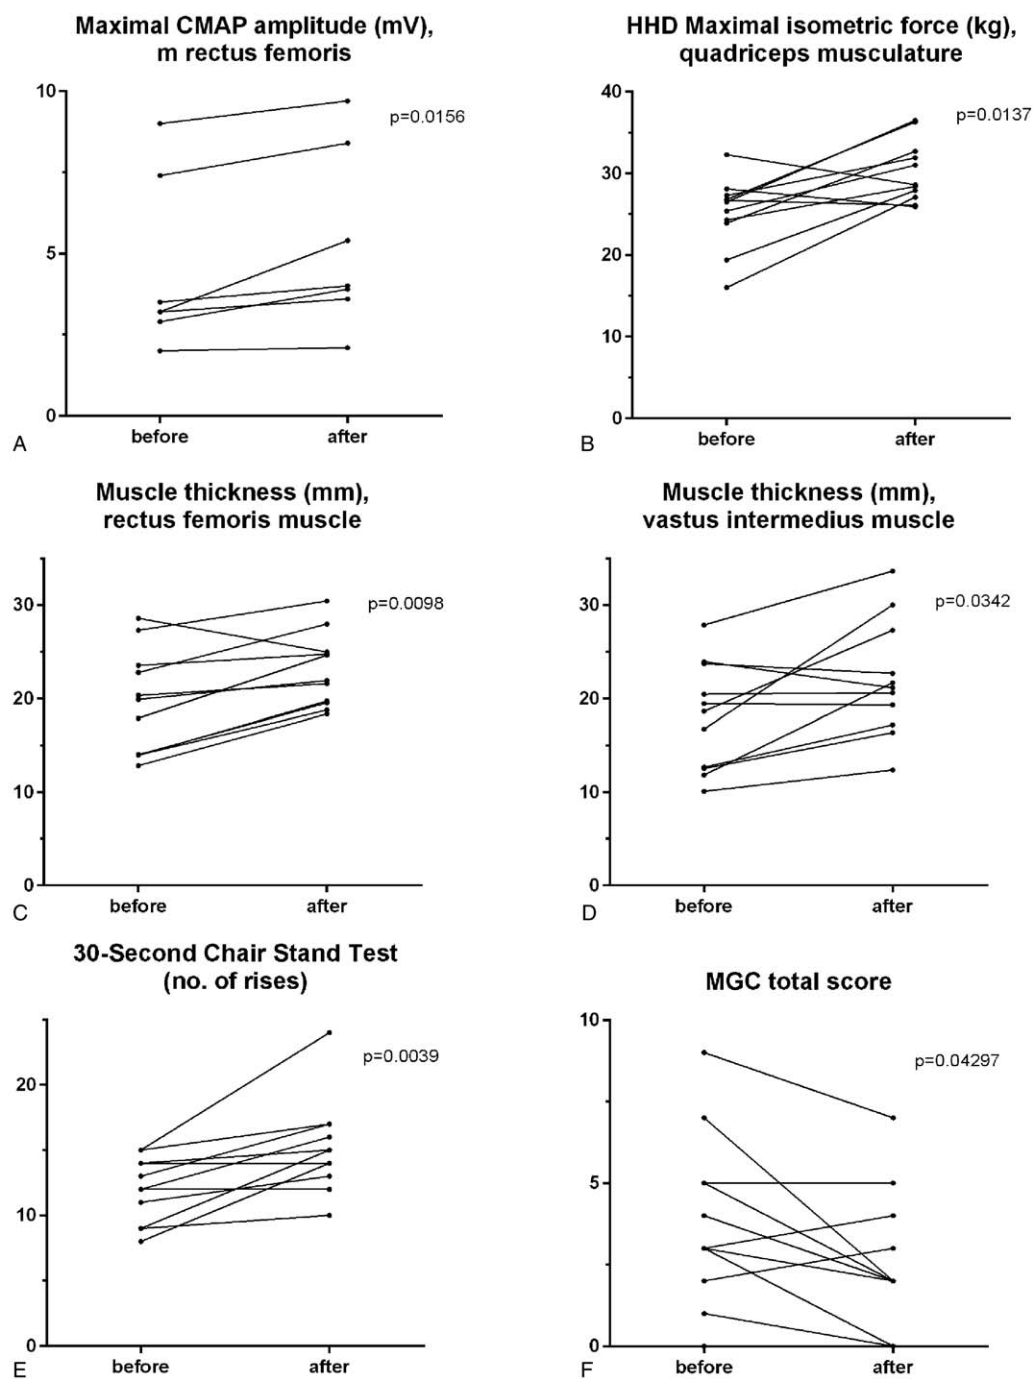 Maximal CMAP amplitude (mV),
m rectus femoris
10
5
0
p=0.0156
before
after
A
HHD Maximal isometric force (kg),
quadriceps musculature
40
30
20
10
0
p=0.0137
before
after
B
Muscle thickness (mm),
rectus femoris muscle
30
20
10
0
p=0.0098
before
after
C
Muscle thickness (mm),
vastus intermedius muscle
30
20
10
0
p=0.0342
before
after
D
30-Second Chair Stand Test
(no. of rises)
20
10
0
p=0.0039
before
after
E
MGC total score
10
5
0
p=0.04297
before
after
F